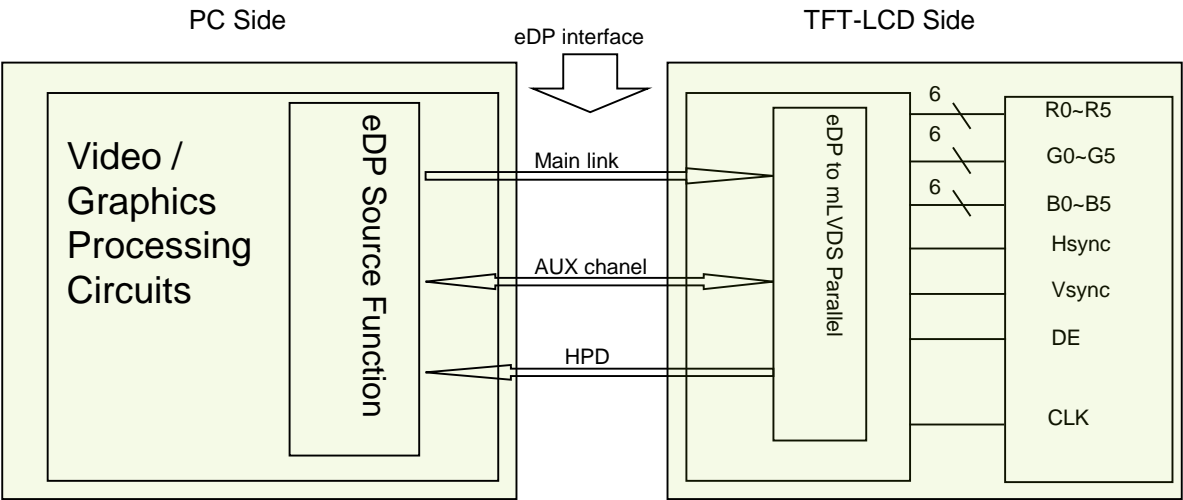 PC Side
eDP interface
TFT-LCD Side
Video /
Graphics
Processing
Circuits
eDP Source Function
Main link
AUX chanel
HPD
eDP to mLVDS Parallel
6
R0~R5
6
G0~G5
6
B0~B5
Hsync
Vsync
DE
CLK